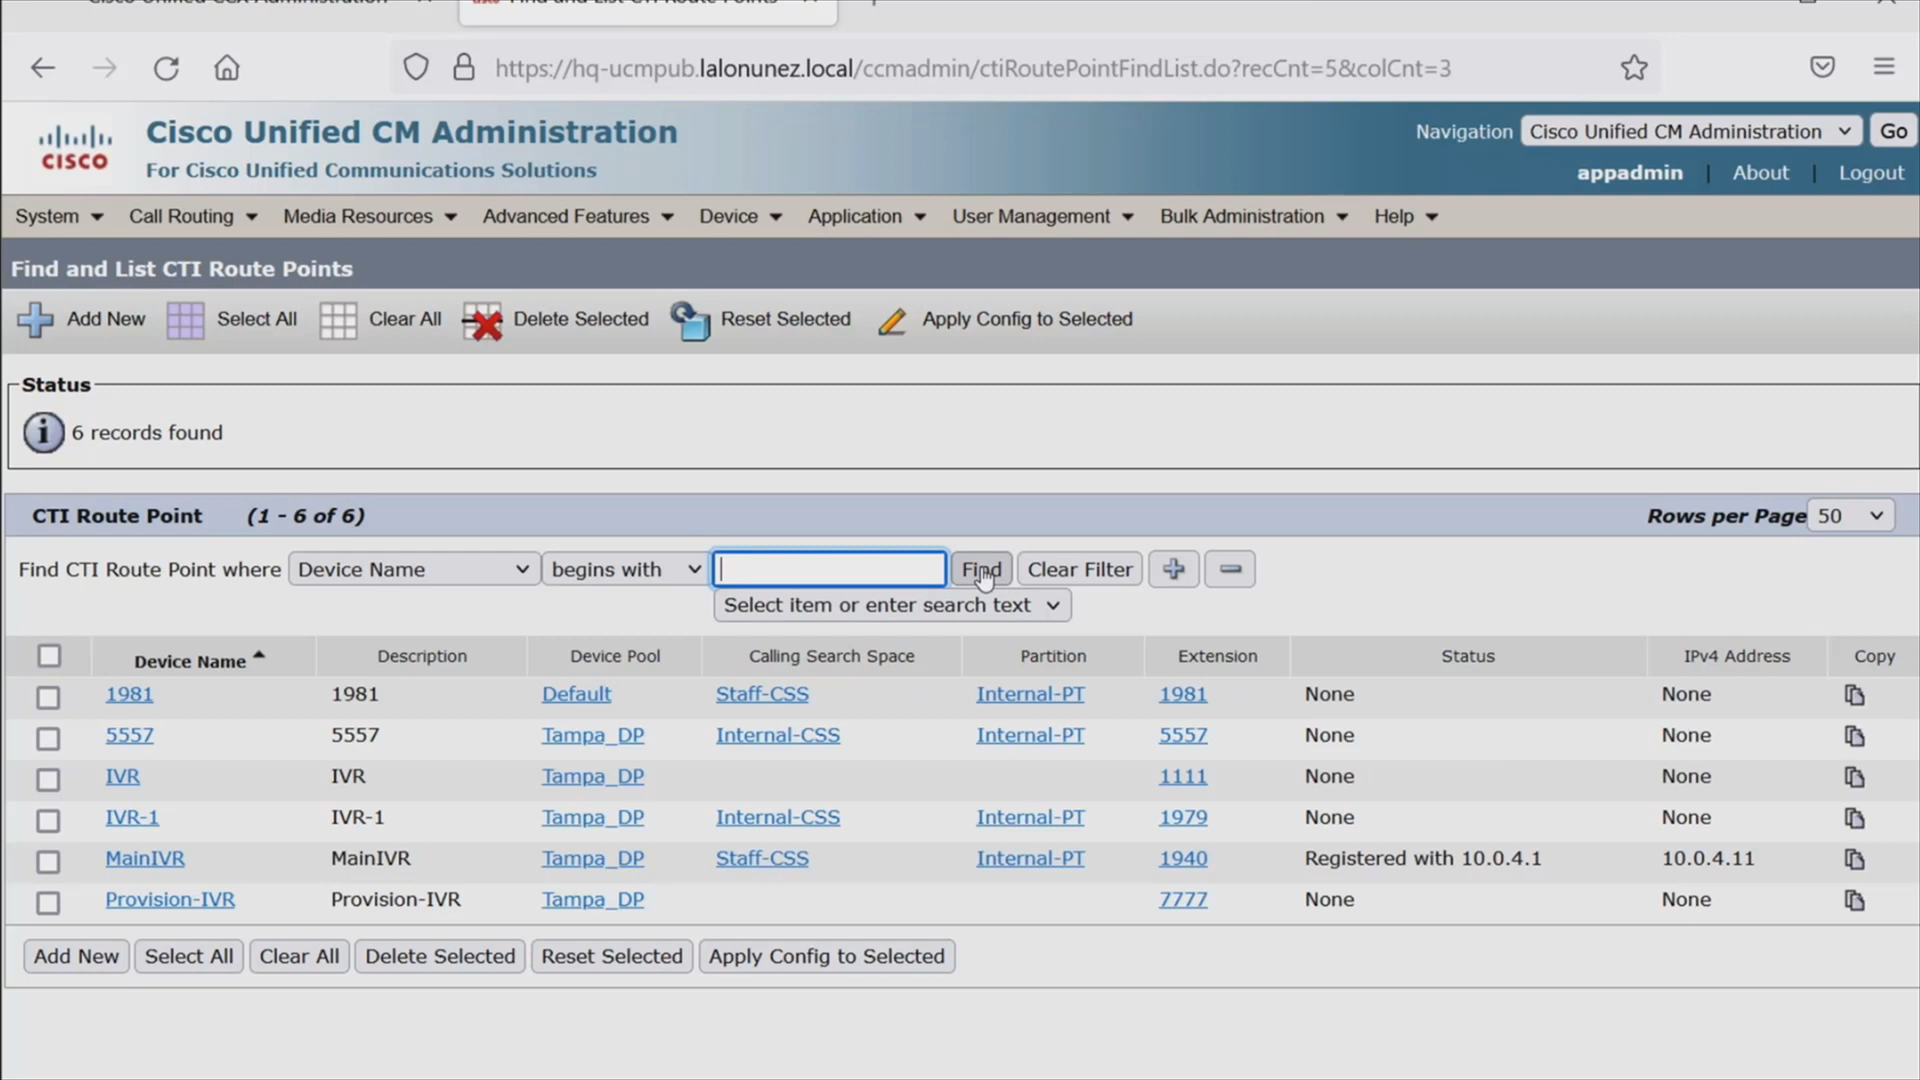 Cisco Unified CCX Administration
Find and List CTI Route Points
https://hq-ucmpub.lalonunez.local/ccmadmin/ctiRoutePointFindList.do?recCnt=5&colCnt=3
CISCO
Cisco Unified CM Administration
For Cisco Unified Communications Solutions
Navigation Cisco Unified CM Administration Go
appadmin | About | Logout
System Call Routing Media Resources Advanced Features Device Application User Management Bulk Administration Help
Find and List CTI Route Points
Add New Select All Clear All Delete Selected Reset Selected Apply Config to Selected
Status
6 records found
CTI Route Point (1 - 6 of 6) Rows per Page 50
Find CTI Route Point where Device Name begins with Find Clear Filter
Select item or enter search text
Device Name Description Device Pool Calling Search Space Partition Extension Status IPv4 Address Copy
1981 1981 Default Staff-CSS Internal-PT 1981 None None
5557 5557 Tampa_DP Internal-CSS Internal-PT 5557 None None
IVR IVR Tampa_DP 1111 None None
IVR-1 IVR-1 Tampa_DP Internal-CSS Internal-PT 1979 None None
MainIVR MainIVR Tampa_DP Staff-CSS Internal-PT 1940 Registered with 10.0.4.1 10.0.4.11
Provision-IVR Provision-IVR Tampa_DP 7777 None None
Add New Select All Clear All Delete Selected Reset Selected Apply Config to Selected